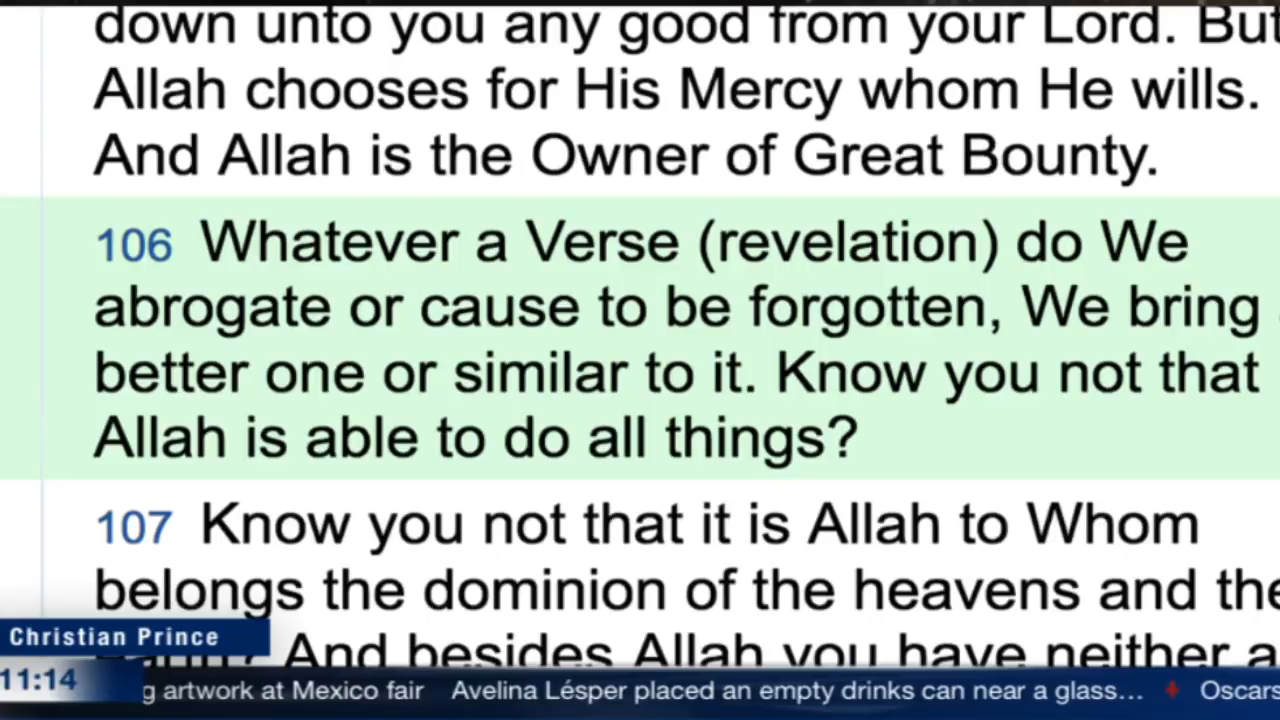 down unto you any good from your Lord. But
Allah chooses for His Mercy whom He wills.
And Allah is the Owner of Great Bounty.
106 Whatever a Verse (revelation) do We
abrogate or cause to be forgotten, We bring
better one or similar to it. Know you not that
Allah is able to do all things?
107 Know you not that it is Allah to Whom
belongs the dominion of the heavens and the
And besides Allah you have neither a
Christian Prince
11:14
g artwork at Mexico fair Avelina Lésper placed an empty drinks can near a glass... Oscars